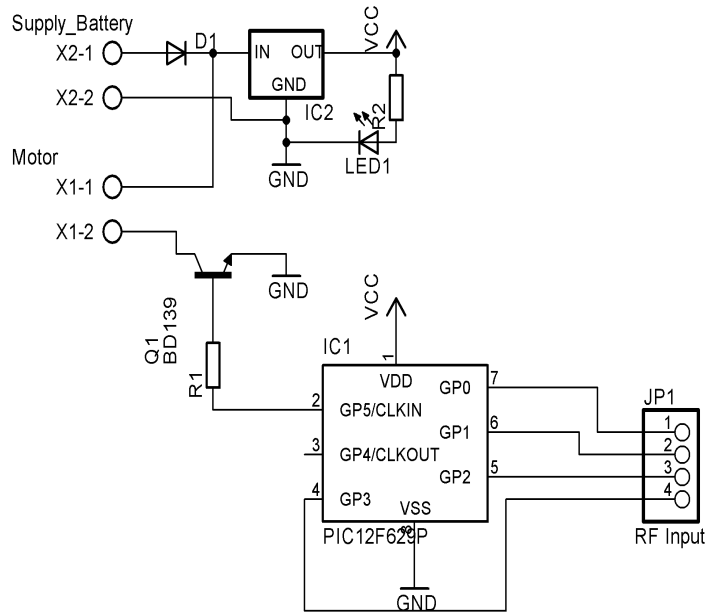 Supply_Battery
X2-1
D1
IN OUT
VCC
X2-2
GND
IC2
R2
LED1
GND
Motor
X1-1
X1-2
GND
Q1
BD139
R1
VCC
IC1
1
VDD
GP0 7
JP1
2 GP5/CLKIN
GP1 6
1
3 GP4/CLKOUT
2
GP2 5
3
4 GP3
4
VSS
8
PIC12F629P
RF Input
GND